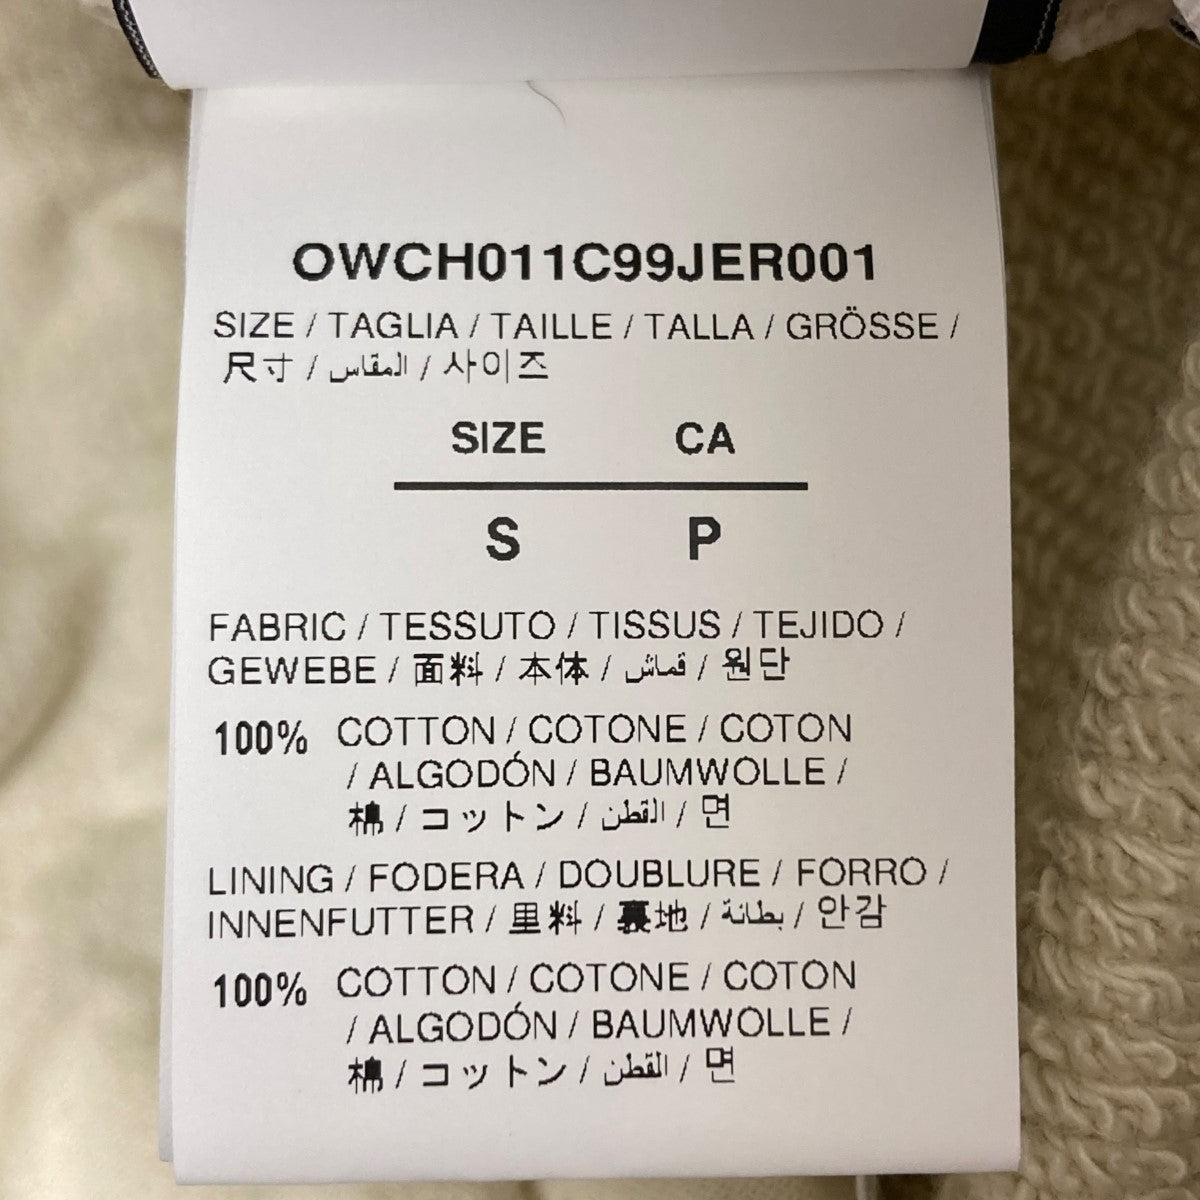 OWCH011C99JER001
SIZE / TAGLIA / TAILLE / TALLA / GRÖSSE /
尺寸 / المقاس / 사이즈
SIZE CA
S P
FABRIC / TESSUTO / TISSUS / TEJIDO /
GEWEBE / 面料 / 本体 / قماش / 원단
100% COTTON / COTONE / COTON
/ ALGODÓN / BAUMWOLLE /
棉 / コットン / القطن / 면
LINING / FODERA / DOUBLURE / FORRO /
INNENFUTTER / 里料 / 裏地 / بطانة / 안감
100% COTTON / COTONE / COTON
/ ALGODÓN / BAUMWOLLE /
棉 / コットン / القطن / 면